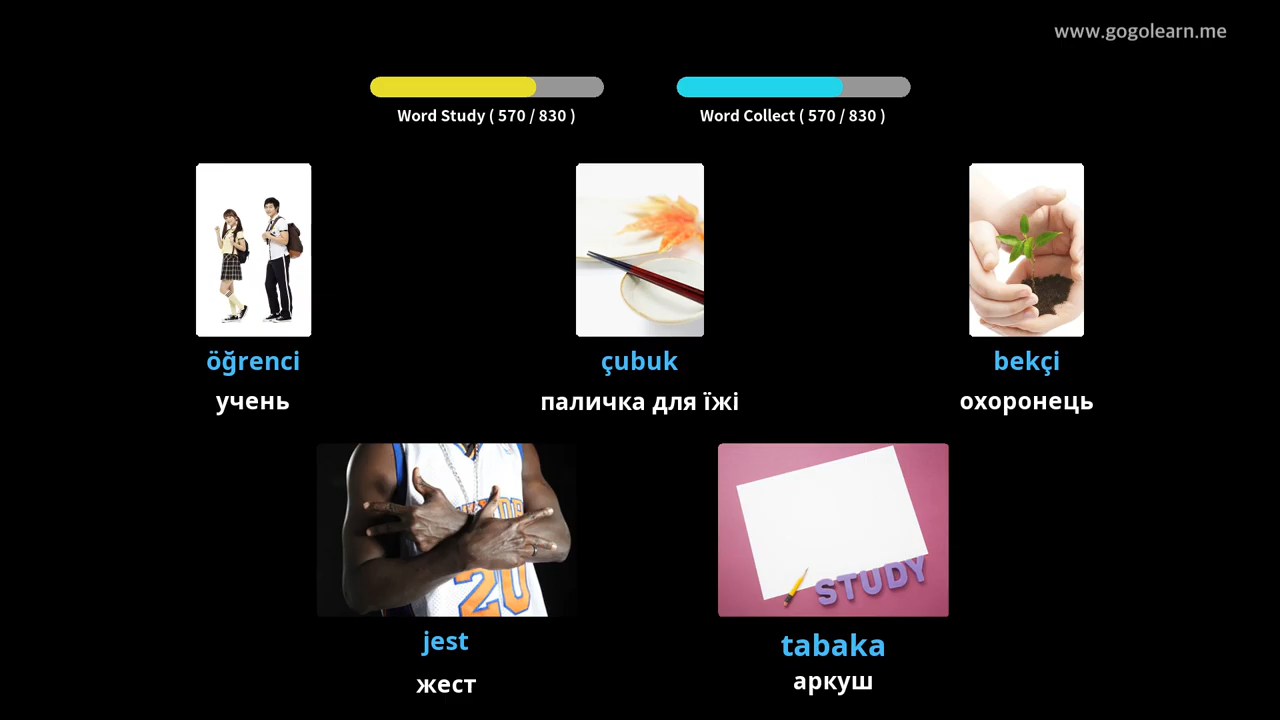 www.gogolearn.me
Word Study ( 570 / 830 )
Word Collect ( 570 / 830 )
öğrenci
çubuk
bekçi
учень
паличка для їжі
охоронець
20
STUDY
jest
tabaka
жест
аркуш